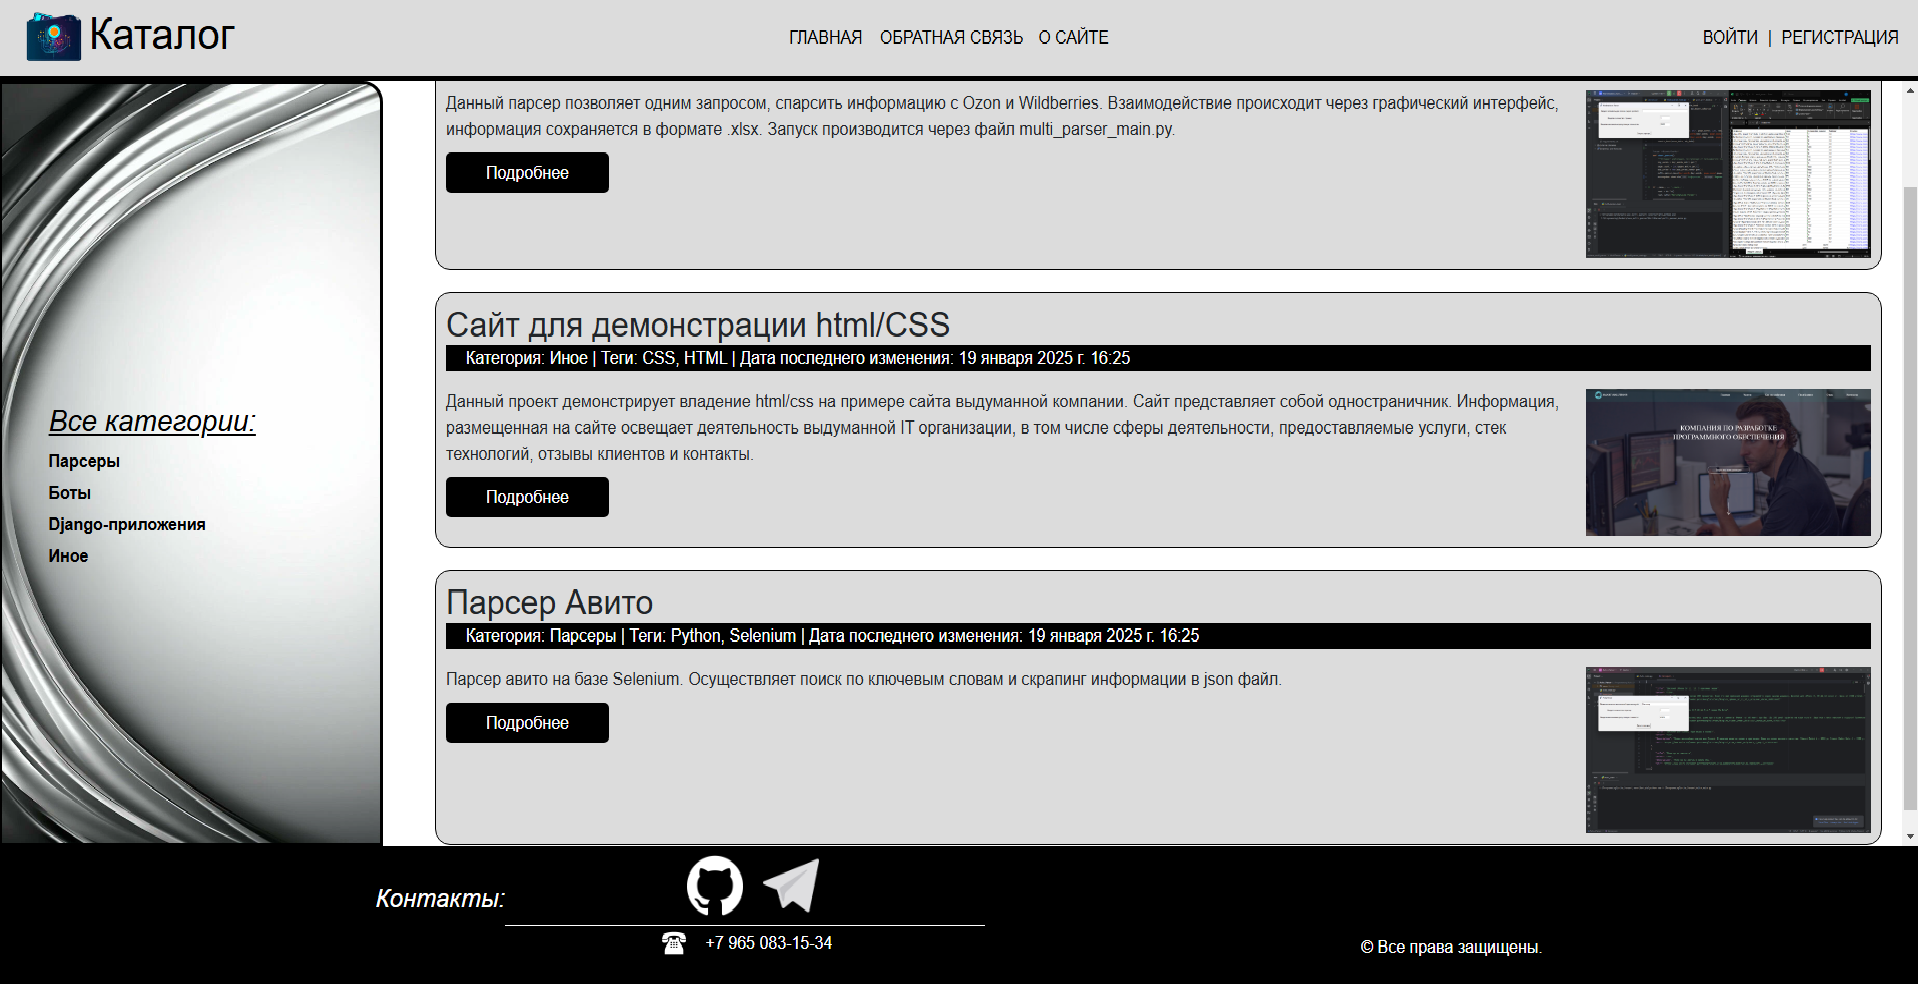 Каталог
ГЛАВНАЯ ОБРАТНАЯ СВЯЗЬ О САЙТЕ
ВОЙТИ | РЕГИСТРАЦИЯ
Все категории:
Парсеры
Боты
Django-приложения
Иное
Данный парсер позволяет одним запросом, спарсить информацию с Ozon и Wildberries. Взаимодействие происходит через графический интерфейс,
информация сохраняется в формате .xlsx. Запуск производится через файл multi_parser_main.py.
Подробнее
Сайт для демонстрации html/CSS
Категория: Иное | Теги: CSS, HTML | Дата последнего изменения: 19 января 2025 г. 16:25
Данный проект демонстрирует владение html/css на примере сайта выдуманной компании. Сайт представляет собой одностраничник. Информация,
размещенная на сайте освещает деятельность выдуманной IT организации, в том числе сферы деятельности, предоставляемые услуги, стек
технологий, отзывы клиентов и контакты.
КОМПАНИЯ ПО РАЗРАБОТКЕ
ПРОГРАММНОГО ОБЕСПЕЧЕНИЯ
Подробнее
Парсер Авито
Категория: Парсеры | Теги: Python, Selenium | Дата последнего изменения: 19 января 2025 г. 16:25
Парсер авито на базе Selenium. Осуществляет поиск по ключевым словам и скрапинг информации в json файл.
Подробнее
Контакты:
+7 965 083-15-34
© Все права защищены.